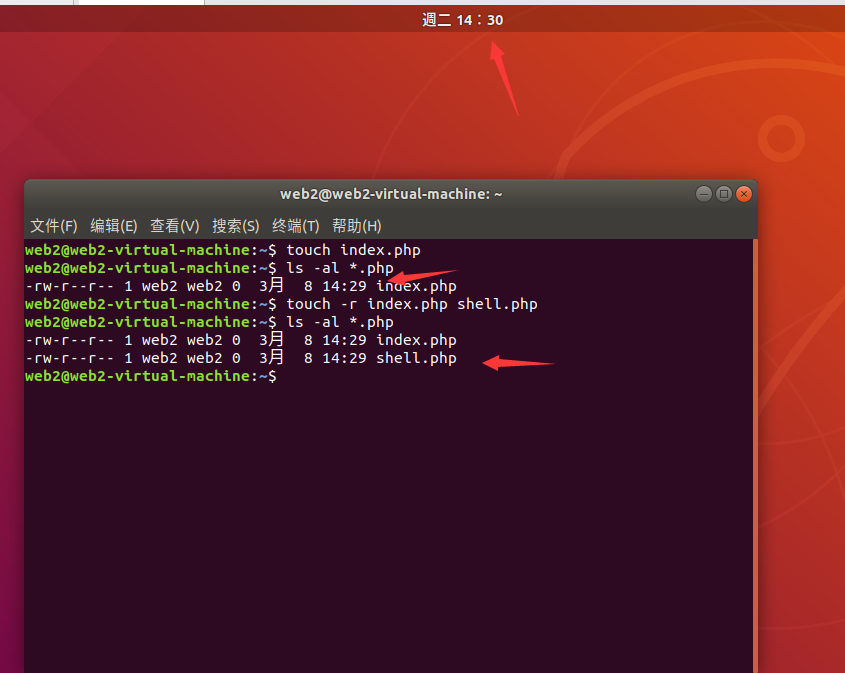 週二 14：30
web2@web2-virtual-machine: ~
文件(F) 编辑(E) 查看(V) 搜索(S) 终端(T) 帮助(H)
web2@web2-virtual-machine:~$ touch index.php
web2@web2-virtual-machine:~$ ls -al *.php
-rw-r--r-- 1 web2 web2 0  3月  8 14:29 index.php
web2@web2-virtual-machine:~$ touch -r index.php shell.php
web2@web2-virtual-machine:~$ ls -al *.php
-rw-r--r-- 1 web2 web2 0  3月  8 14:29 index.php
-rw-r--r-- 1 web2 web2 0  3月  8 14:29 shell.php
web2@web2-virtual-machine:~$